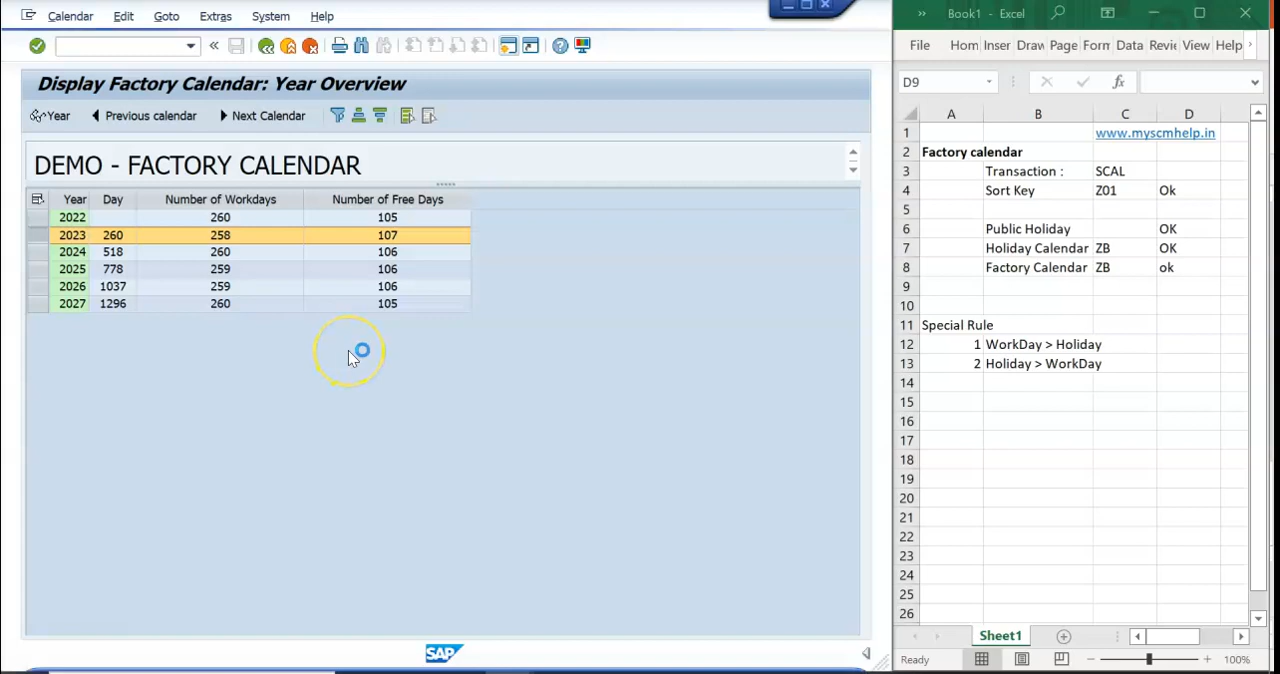 Calendar Edit Goto Extras System Help
Display Factory Calendar: Year Overview
Year Previous calendar Next Calendar
DEMO - FACTORY CALENDAR
Year Day Number of Workdays Number of Free Days
2022 260 105
2023 260 258 107
2024 518 260 106
2025 778 259 106
2026 1037 259 106
2027 1296 260 105
SAP
Book1 - Excel
File Hom Inser Draw Page Forn Data Revie View Help
D9 fx
A B C D
1 www.myscmhelp.in
2 Factory calendar
3 Transaction : SCAL
4 Sort Key Z01 Ok
5
6 Public Holiday OK
7 Holiday Calendar ZB OK
8 Factory Calendar ZB ok
9
10
11 Special Rule
12 1 WorkDay > Holiday
13 2 Holiday > WorkDay
14
15
16
17
18
19
20
21
22
23
24
25
26
Sheet1
Ready 100%